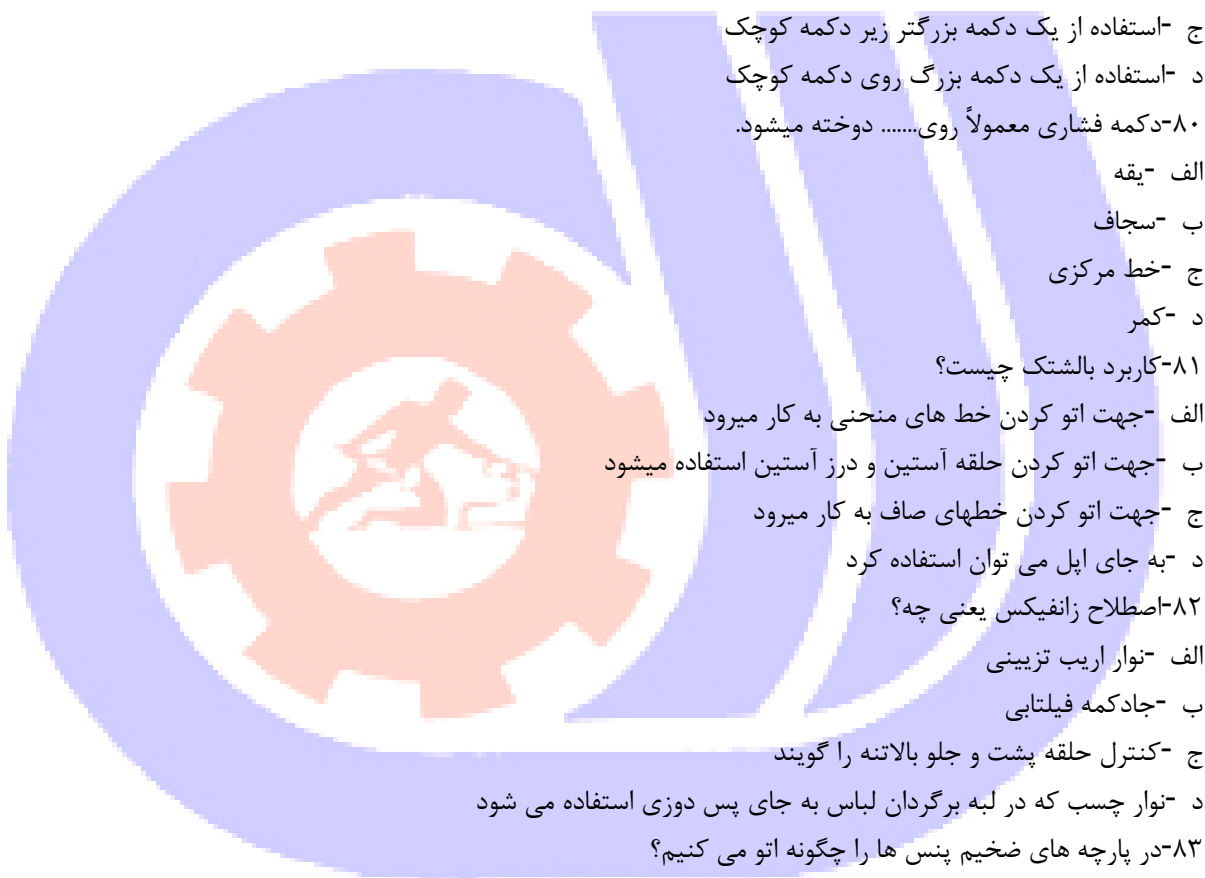 ج -استفاده از یک دکمه بزرگتر زیر دکمه کوچک
د -استفاده از یک دکمه بزرگ روی دکمه کوچک
۸۰-دکمه فشاری معمولاً روی....... دوخته میشود.
الف -یقه
ب -سجاف
ج -خط مرکزی
د -کمر
۸۱-کاربرد بالشتک چیست؟
الف -جهت اتو کردن خط های منحنی به کار میرود
ب -جهت اتو کردن حلقه آستین و درز آستین استفاده میشود
ج -جهت اتو کردن خطهای صاف به کار میرود
د -به جای اپل می توان استفاده کرد
۸۲-اصطلاح زانفیکس یعنی چه؟
الف -نوار اریب تزیینی
ب -جادکمه فیلتابی
ج -کنترل حلقه پشت و جلو بالاتنه را گویند
د -نوار چسب که در لبه برگردان لباس به جای پس دوزی استفاده می شود
۸۳-در پارچه های ضخیم پنس ها را چگونه اتو می کنیم؟